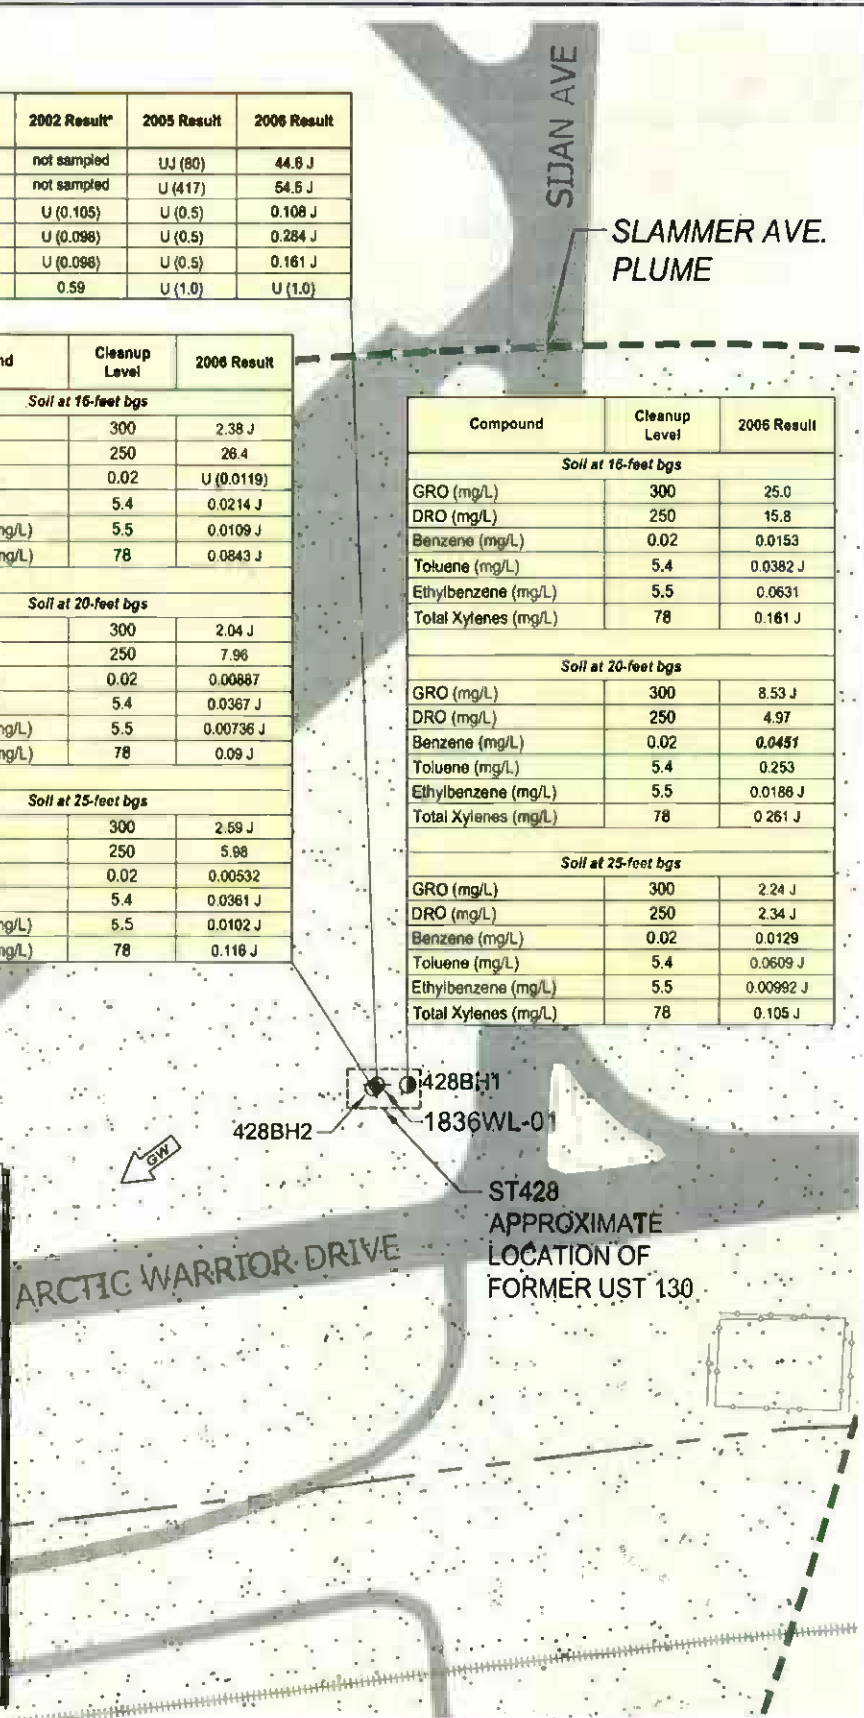 2002 Result* 2005 Result 2006 Result
not sampled UJ (80) 44.6 J
not sampled U (417) 54.5 J
U (0.105) U (0.5) 0.108 J
U (0.098) U (0.5) 0.284 J
U (0.098) U (0.5) 0.161 J
0.59 U (1.0) U (1.0)
SIJAN AVE
SLAMMER AVE.
PLUME
nd Cleanup Level 2006 Result
Soil at 16-feet bgs
300 2.38 J
250 26.4
0.02 U (0.0119)
5.4 0.0214 J
ng/L) 5.5 0.0109 J
ng/L) 78 0.0843 J
Soil at 20-feet bgs
300 2.04 J
250 7.96
0.02 0.00887
5.4 0.0367 J
ng/L) 5.5 0.00736 J
ng/L) 78 0.09 J
Soil at 25-feet bgs
300 2.59 J
250 5.98
0.02 0.00532
5.4 0.0361 J
ng/L) 5.5 0.0102 J
ng/L) 78 0.116 J
Compound Cleanup Level 2006 Result
Soil at 16-feet bgs
GRO (mg/L) 300 25.0
DRO (mg/L) 250 15.8
Benzene (mg/L) 0.02 0.0153
Toluene (mg/L) 5.4 0.0382 J
Ethylbenzene (mg/L) 5.5 0.0631
Total Xylenes (mg/L) 78 0.161 J
Soil at 20-feet bgs
GRO (mg/L) 300 8.53 J
DRO (mg/L) 250 4.97
Benzene (mg/L) 0.02 0.0451
Toluene (mg/L) 5.4 0.253
Ethylbenzene (mg/L) 5.5 0.0186 J
Total Xylenes (mg/L) 78 0.261 J
Soil at 25-feet bgs
GRO (mg/L) 300 2.24 J
DRO (mg/L) 250 2.34 J
Benzene (mg/L) 0.02 0.0129
Toluene (mg/L) 5.4 0.0609 J
Ethylbenzene (mg/L) 5.5 0.00992 J
Total Xylenes (mg/L) 78 0.105 J
428BH1
1836WL-01
428BH2
GW
ST428
APPROXIMATE
LOCATION OF
FORMER UST 130
ARCTIC WARRIOR DRIVE